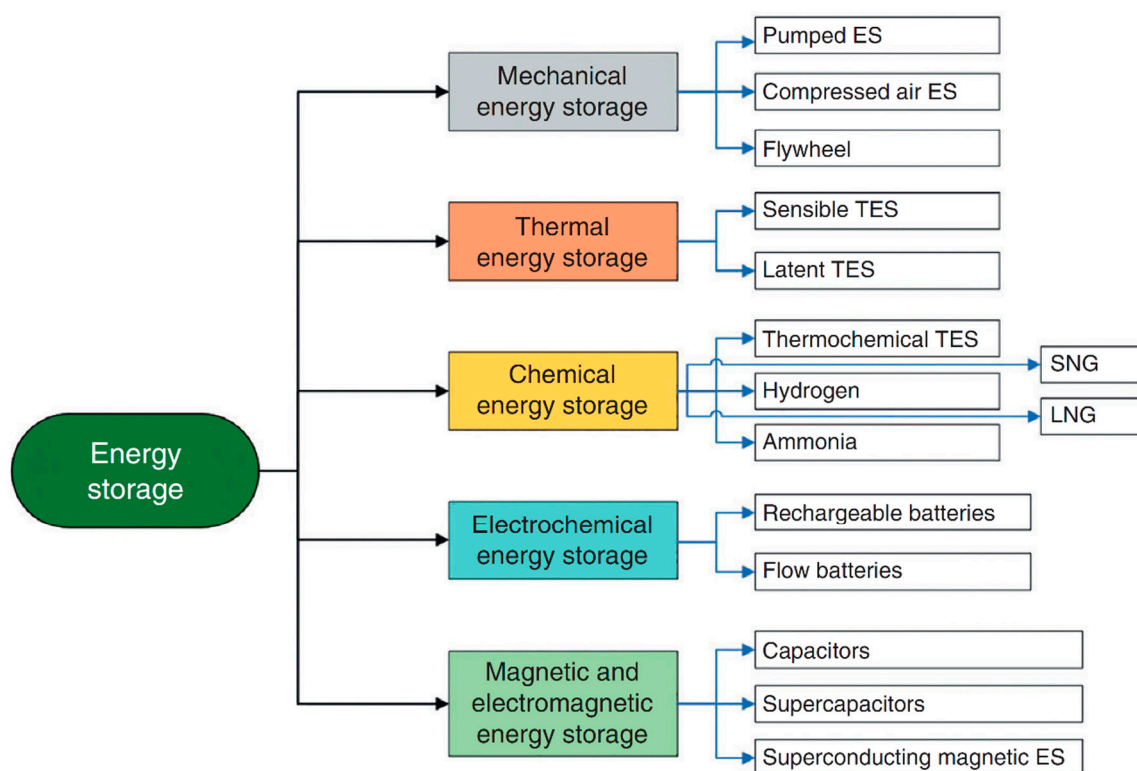 Energy
storage
Mechanical
energy storage
Pumped ES
Compressed air ES
Flywheel
Thermal
energy storage
Sensible TES
Latent TES
Chemical
energy storage
Thermochemical TES
Hydrogen
Ammonia
SNG
LNG
Electrochemical
energy storage
Rechargeable batteries
Flow batteries
Magnetic and
electromagnetic
energy storage
Capacitors
Supercapacitors
Superconducting magnetic ES